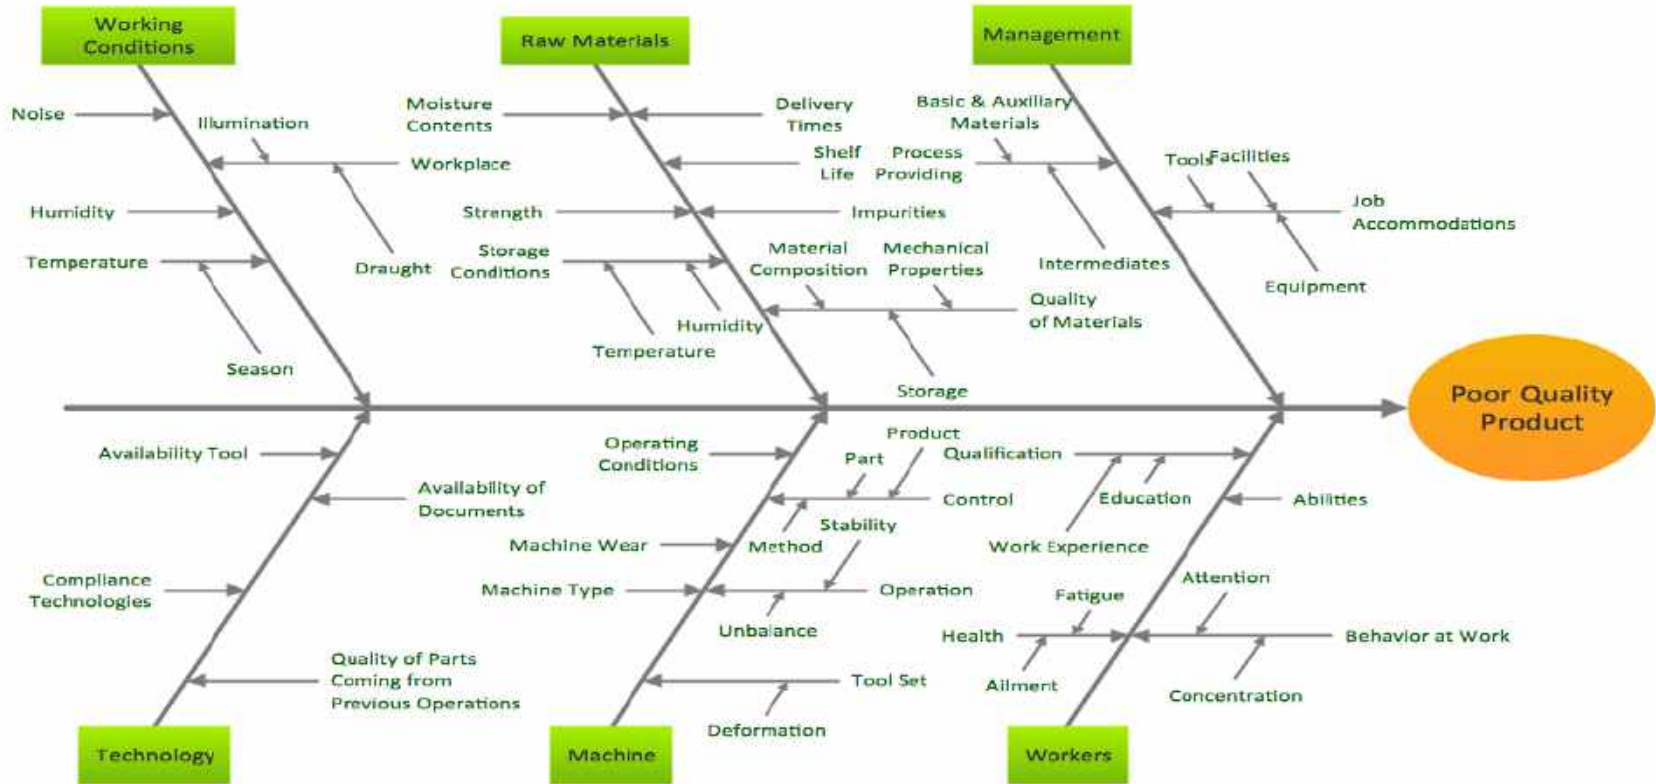 Working
Conditions
Raw Materials
Management
Noise
Illumination
Workplace
Humidity
Temperature
Draught
Season
Moisture
Contents
Delivery
Times
Shelf
Life
Strength
Impurities
Storage
Conditions
Humidity
Temperature
Material
Composition
Mechanical
Properties
Quality
of Materials
Storage
Basic & Auxiliary
Materials
Process
Providing
Intermediates
Tools
Facilities
Job
Accommodations
Equipment
Poor Quality
Product
Availability Tool
Availability of
Documents
Compliance
Technologies
Quality of Parts
Coming from
Previous Operations
Operating
Conditions
Product
Part
Control
Method
Stability
Machine Wear
Machine Type
Operation
Unbalance
Tool Set
Deformation
Qualification
Education
Work Experience
Abilities
Attention
Fatigue
Health
Ailment
Behavior at Work
Concentration
Technology
Machine
Workers